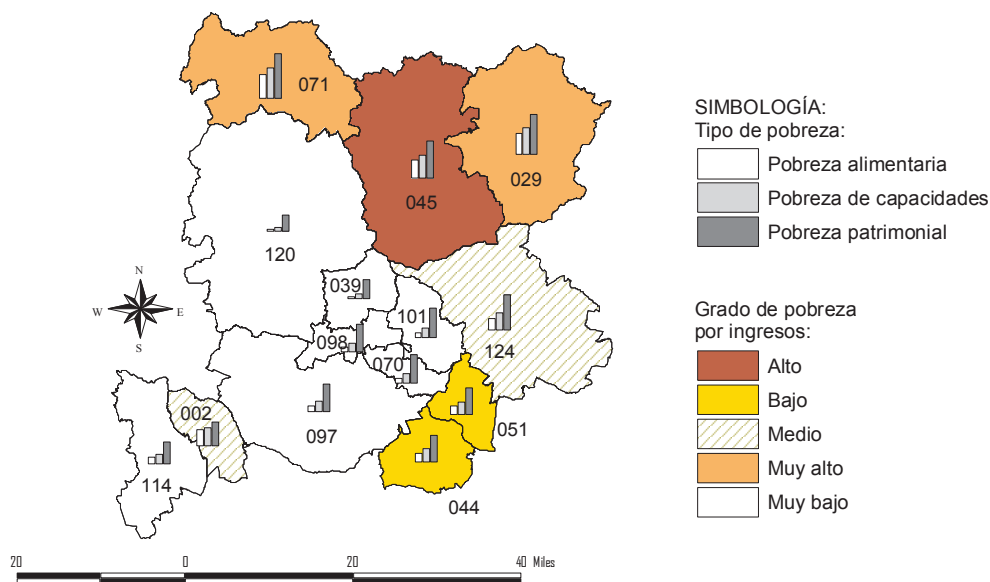 071
045
029
120
039
101
098
070
124
002
097
051
114
044
N
W E
S
SIMBOLOGÍA:
Tipo de pobreza:
Pobreza alimentaria
Pobreza de capacidades
Pobreza patrimonial
Grado de pobreza
por ingresos:
Alto
Bajo
Medio
Muy alto
Muy bajo
20 0 20 40 Miles